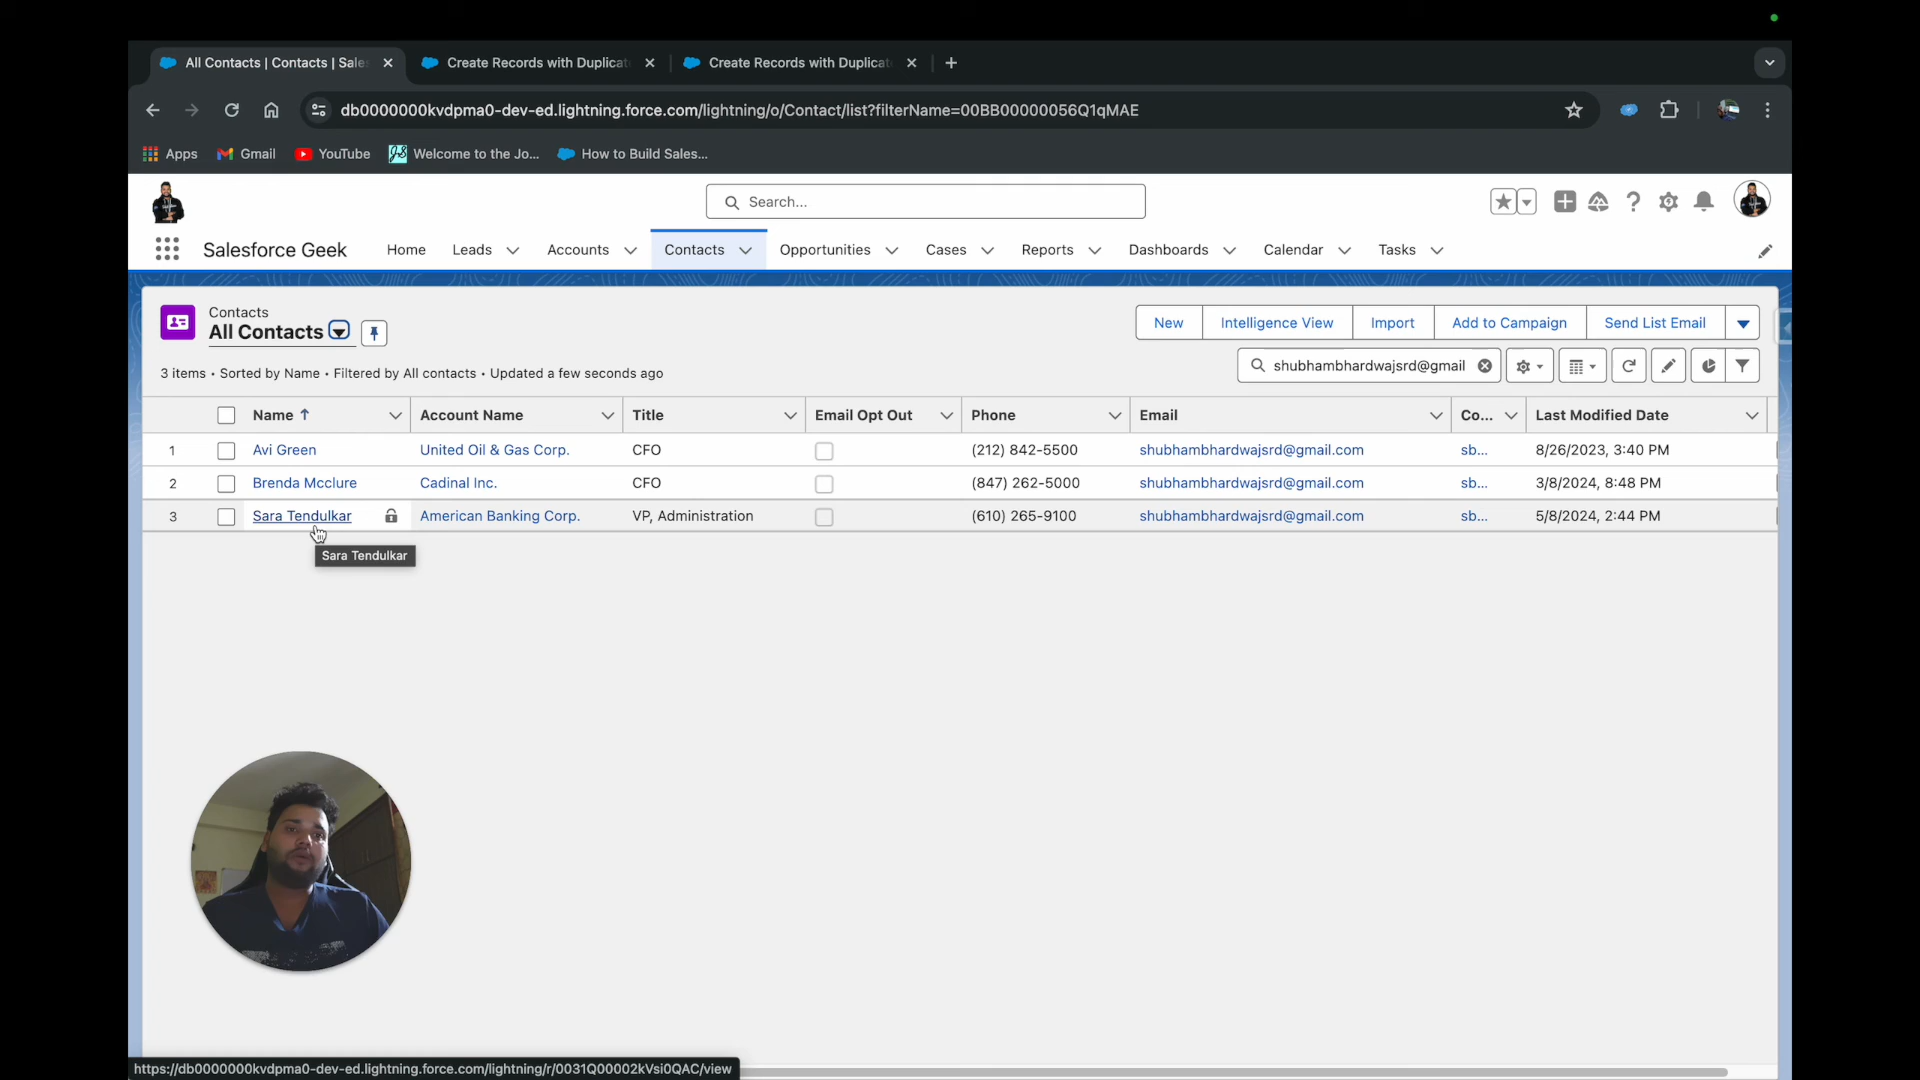 All Contacts | Contacts | Sale
Create Records with Duplicat
Create Records with Duplicat
db0000000kvdpma0-dev-ed.lightning.force.com/lightning/o/Contact/list?filterName=00BB00000056Q1qMAE
Apps Gmail YouTube Welcome to the Jo... How to Build Sales...
Search...
Salesforce Geek Home Leads Accounts Contacts Opportunities Cases Reports Dashboards Calendar Tasks
Contacts
All Contacts
New Intelligence View Import Add to Campaign Send List Email
3 items • Sorted by Name • Filtered by All contacts • Updated a few seconds ago
shubhambhardwajsrd@gmail
Name Account Name Title Email Opt Out Phone Email Co... Last Modified Date
1 Avi Green United Oil & Gas Corp. CFO (212) 842-5500 shubhambhardwajsrd@gmail.com sb... 8/26/2023, 3:40 PM
2 Brenda Mcclure Cadinal Inc. CFO (847) 262-5000 shubhambhardwajsrd@gmail.com sb... 3/8/2024, 8:48 PM
3 Sara Tendulkar American Banking Corp. VP, Administration (610) 265-9100 shubhambhardwajsrd@gmail.com sb... 5/8/2024, 2:44 PM
Sara Tendulkar
https://db0000000kvdpma0-dev-ed.lightning.force.com/lightning/r/0031Q00002kVsi0QAC/view